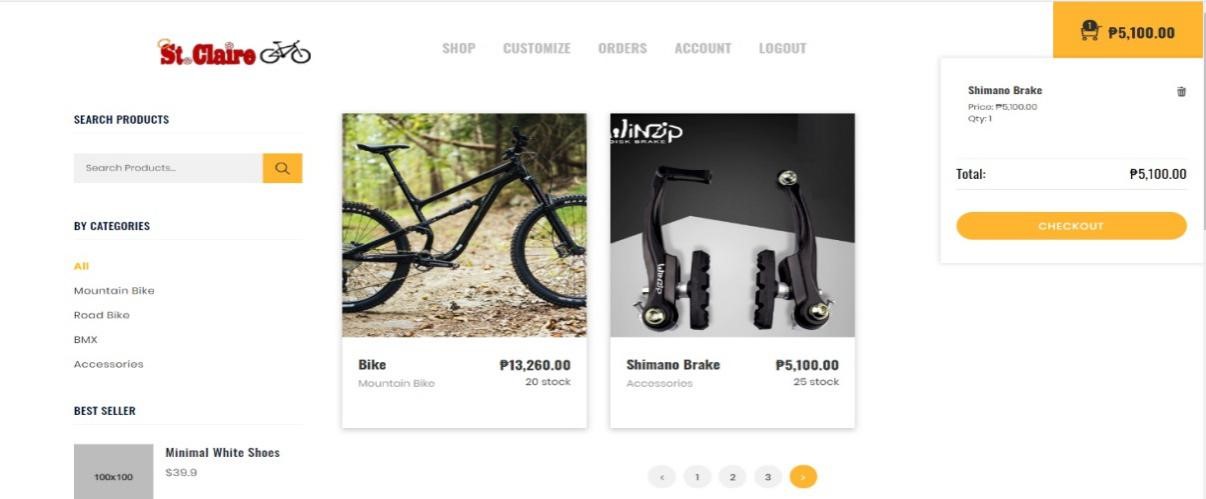 St. Claire
SHOP CUSTOMIZE ORDERS ACCOUNT LOGOUT
1 ₱5,100.00
Shimano Brake
Price: ₱5,100.00
Qty: 1
Total: ₱5,100.00
CHECKOUT
SEARCH PRODUCTS
Search Products...
BY CATEGORIES
All
Mountain Bike
Road Bike
BMX
Accessories
BEST SELLER
100x100
Minimal White Shoes
$39.9
Bike ₱13,260.00
Mountain Bike 20 stock
WinZip
DISK BRAKE
Winzip
Shimano Brake ₱5,100.00
Accessories 25 stock
‹ 1 2 3 ›